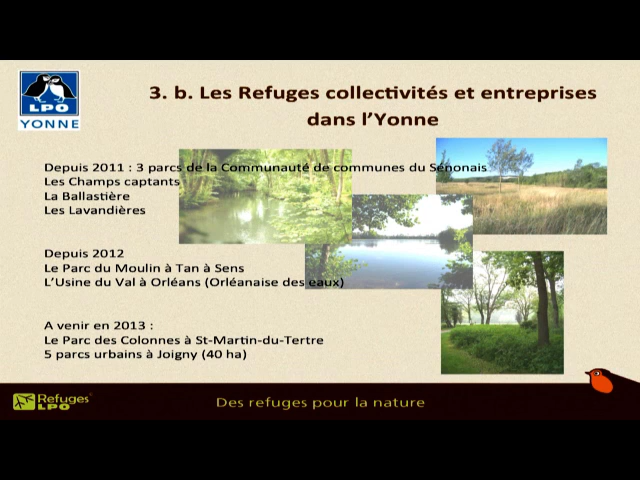 LPO
YONNE
3. b. Les Refuges collectivités et entreprises
dans l'Yonne
Depuis 2011 : 3 parcs de la Communauté de communes du Sénonais
Les Champs captants
La Ballastière
Les Lavandières
Depuis 2012
Le Parc du Moulin à Tan à Sens
L'Usine du Val à Orléans (Orléanaise des eaux)
A venir en 2013 :
Le Parc des Colonnes à St-Martin-du-Tertre
5 parcs urbains à Joigny (40 ha)
Refuges
LPO
Des refuges pour la nature